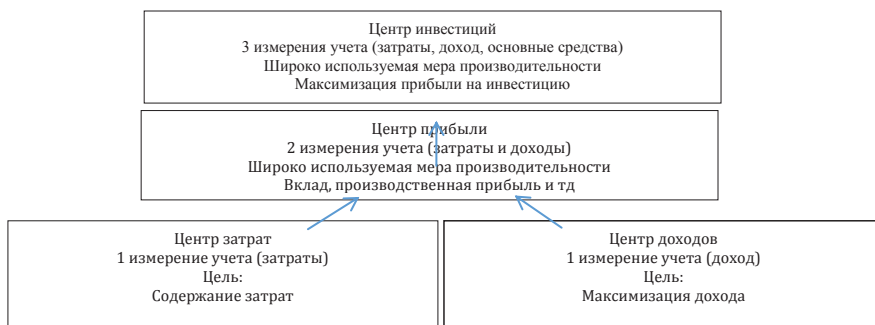 Центр инвестиций
3 измерения учета (затраты, доход, основные средства)
Широко используемая мера производительности
Максимизация прибыли на инвестицию
Центр прибыли
2 измерения учета (затраты и доходы)
Широко используемая мера производительности
Вклад, производственная прибыль и тд
Центр затрат
1 измерение учета (затраты)
Цель:
Содержание затрат
Центр доходов
1 измерение учета (доход)
Цель:
Максимизация дохода